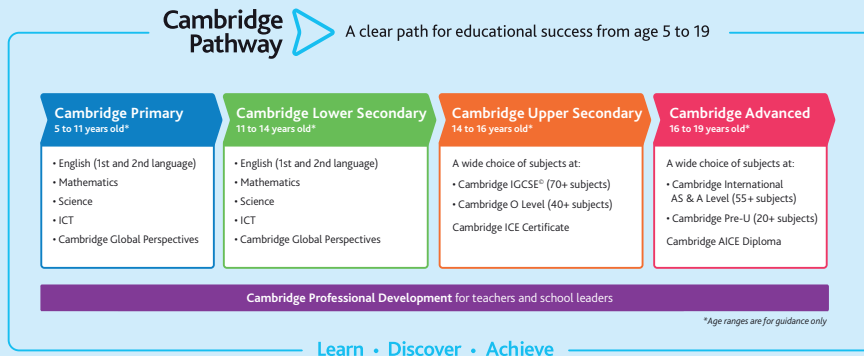 Cambridge
Pathway
A clear path for educational success from age 5 to 19
Cambridge Primary
5 to 11 years old*
• English (1st and 2nd language)
• Mathematics
• Science
• ICT
• Cambridge Global Perspectives
Cambridge Lower Secondary
11 to 14 years old*
• English (1st and 2nd language)
• Mathematics
• Science
• ICT
• Cambridge Global Perspectives
Cambridge Upper Secondary
14 to 16 years old*
A wide choice of subjects at:
• Cambridge IGCSE© (70+ subjects)
• Cambridge O Level (40+ subjects)
Cambridge ICE Certificate
Cambridge Advanced
16 to 19 years old*
A wide choice of subjects at:
• Cambridge International
AS & A Level (55+ subjects)
• Cambridge Pre-U (20+ subjects)
Cambridge AICE Diploma
Cambridge Professional Development for teachers and school leaders
*Age ranges are for guidance only
Learn • Discover • Achieve